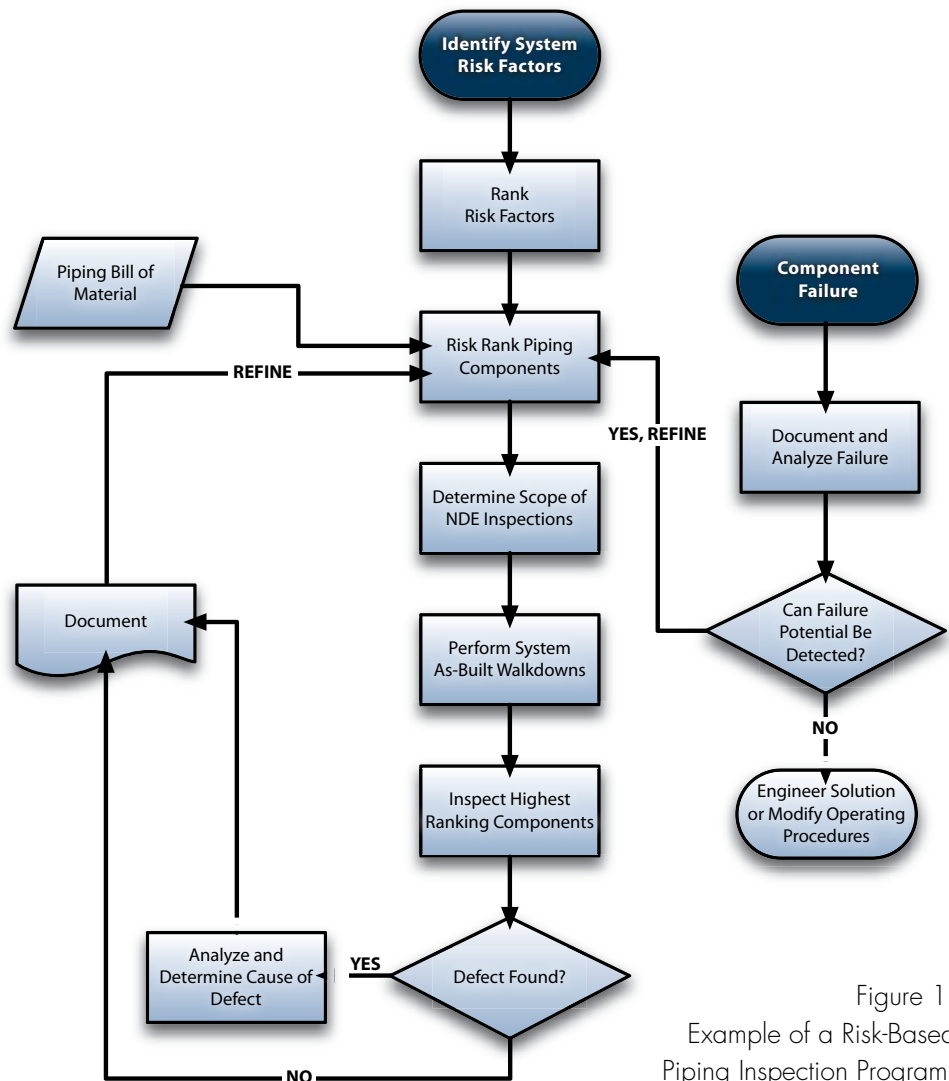 Identify System
Risk Factors
Rank
Risk Factors
Piping Bill of
Material
Component
Failure
Risk Rank Piping
Components
REFINE
YES, REFINE
Document and
Analyze Failure
Determine Scope of
NDE Inspections
Document
Can Failure
Potential Be
Detected?
Perform System
As-Built Walkdowns
NO
Inspect Highest
Ranking Components
Engineer Solution
or Modify Operating
Procedures
Analyze and
Determine Cause of
Defect
YES
Defect Found?
NO
Figure 1
Example of a Risk-Based
Piping Inspection Program